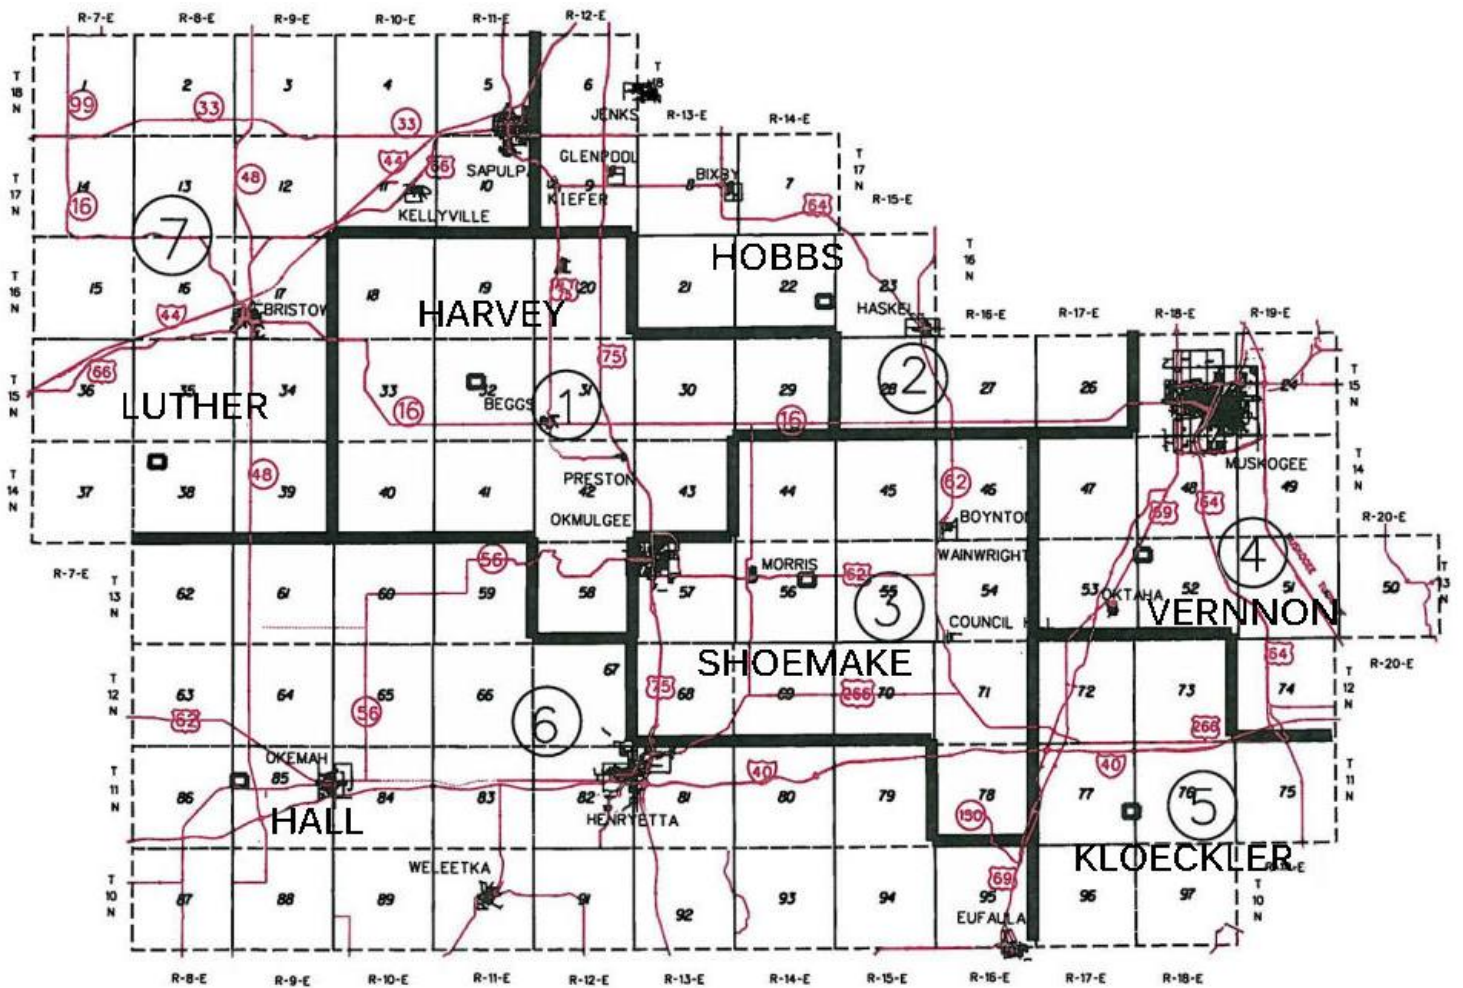 R-7-E R-8-E R-9-E R-10-E R-11-E R-12-E
T 18 N 1 2 3 4 5 6 T 18 N
99 33 33 JENKS R-13-E R-14-E
44 66 SAPULP GLENPOOL BIXBY T 17 N
T 17 N 14 13 48 12 11 10 9 8 7
16 KELLYVILLE KIEFER 64 R-15-E
7 HOBBS T 16 N
T 16 N 15 16 17 18 19 20 21 22 23
44 BRISTOW HARVEY 75 HASKEL R-16-E R-17-E R-18-E R-19-E
66 75 2
T 15 N 36 35 34 33 32 31 30 29 28 27 26 24 T 15 N
LUTHER 16 BEGGS 1 16
MUSKOGEE
48 PRESTON 62 T 14 N
T 14 N 37 38 39 40 41 42 43 44 45 46 47 48 49
OKMULGEE BOYNTON 69 64 R-20-E
R-7-E 56 MORRIS 62 WAINWRIGHT 4 MUSKOGEE TURNPIKE
T 13 N 62 61 60 59 58 57 56 55 54 53 52 51 50 T 13 N
3 COUNCIL OKTAHA VERNNON
SHOEMAKE 64 R-20-E
T 12 N 63 64 65 66 67 68 69 70 71 72 73 74 T 12 N
62 56 6 75 266 266
OKEMAH 40 40
T 11 N 86 85 84 83 82 81 80 79 78 77 76 75 T 11 N
HALL HENRYETTA 150 5
WELEETKA 69 KLOECKLER
T 10 N 87 88 89 91 92 93 94 95 96 97 T 10 N
EUFAULA
R-8-E R-9-E R-10-E R-11-E R-12-E R-13-E R-14-E R-15-E R-16-E R-17-E R-18-E